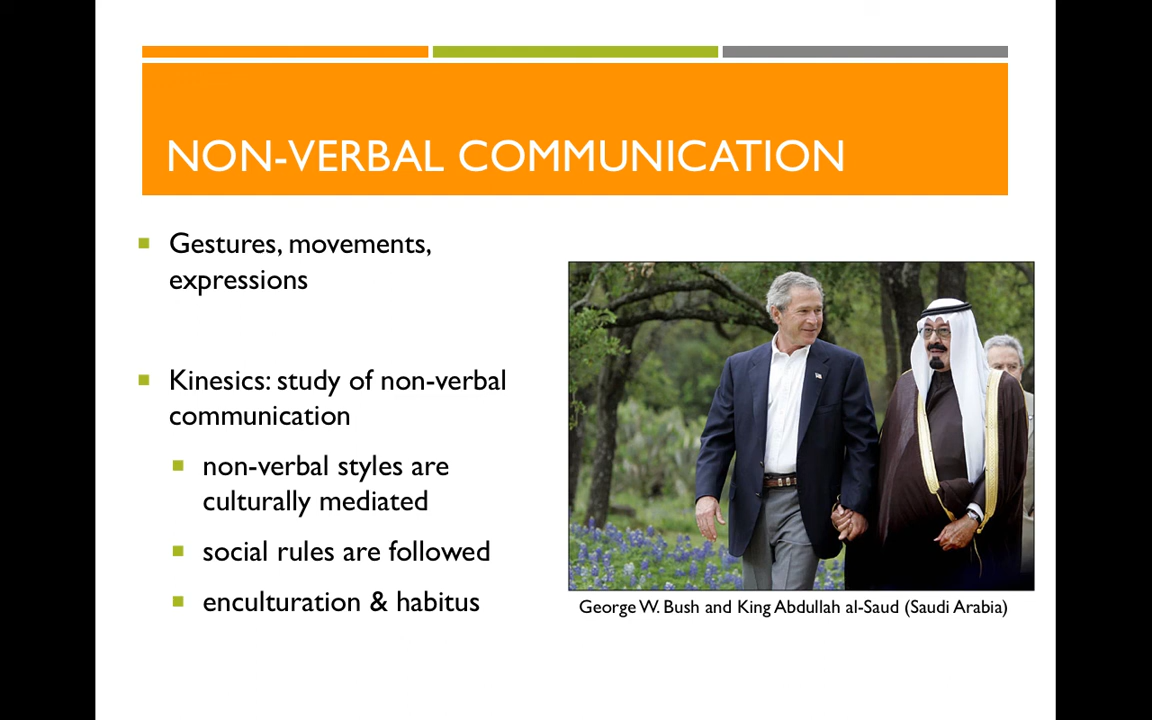 NON-VERBAL COMMUNICATION
Gestures, movements,
expressions
Kinesics: study of non-verbal
communication
non-verbal styles are
culturally mediated
social rules are followed
enculturation & habitus
George W. Bush and King Abdullah al-Saud (Saudi Arabia)